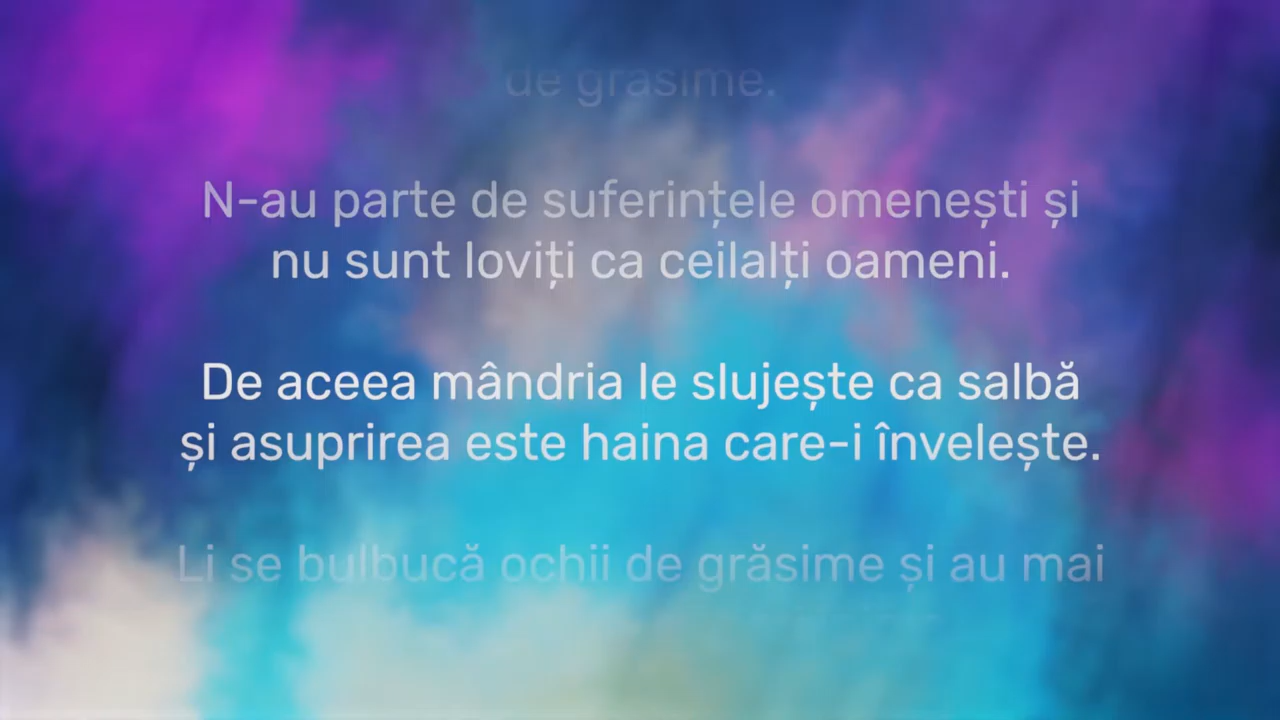 de grăsime.
N-au parte de suferințele omenești și
nu sunt loviți ca ceilalți oameni.
De aceea mândria le slujește ca salbă
și asuprirea este haina care-i învelește.
Li se bulbucă ochii de grăsime și au mai